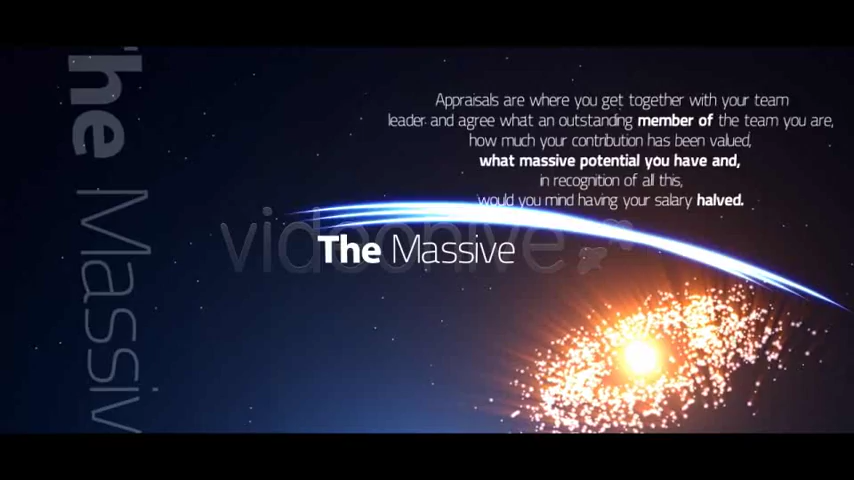 The Massiv
Appraisals are where you get together with your team
leader and agree what an outstanding member of the team you are,
how much your contribution has been valued,
what massive potential you have and,
in recognition of all this,
would you mind having your salary halved.
videohive
The Massive